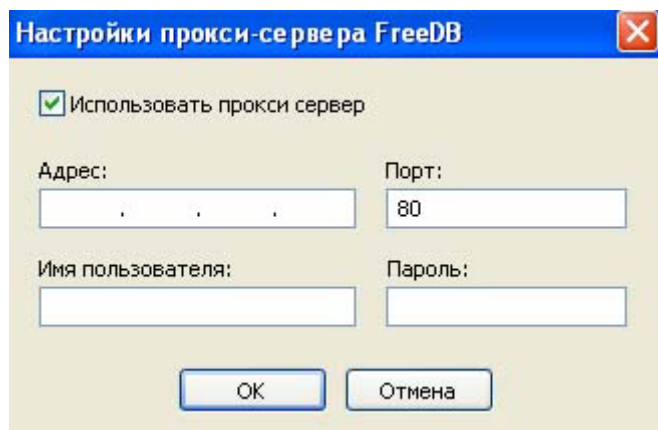 Настройки прокси-сервера FreeDB
Использовать прокси сервер
Адрес: Порт:
. . . 80
Имя пользователя: Пароль:
OK Отмена